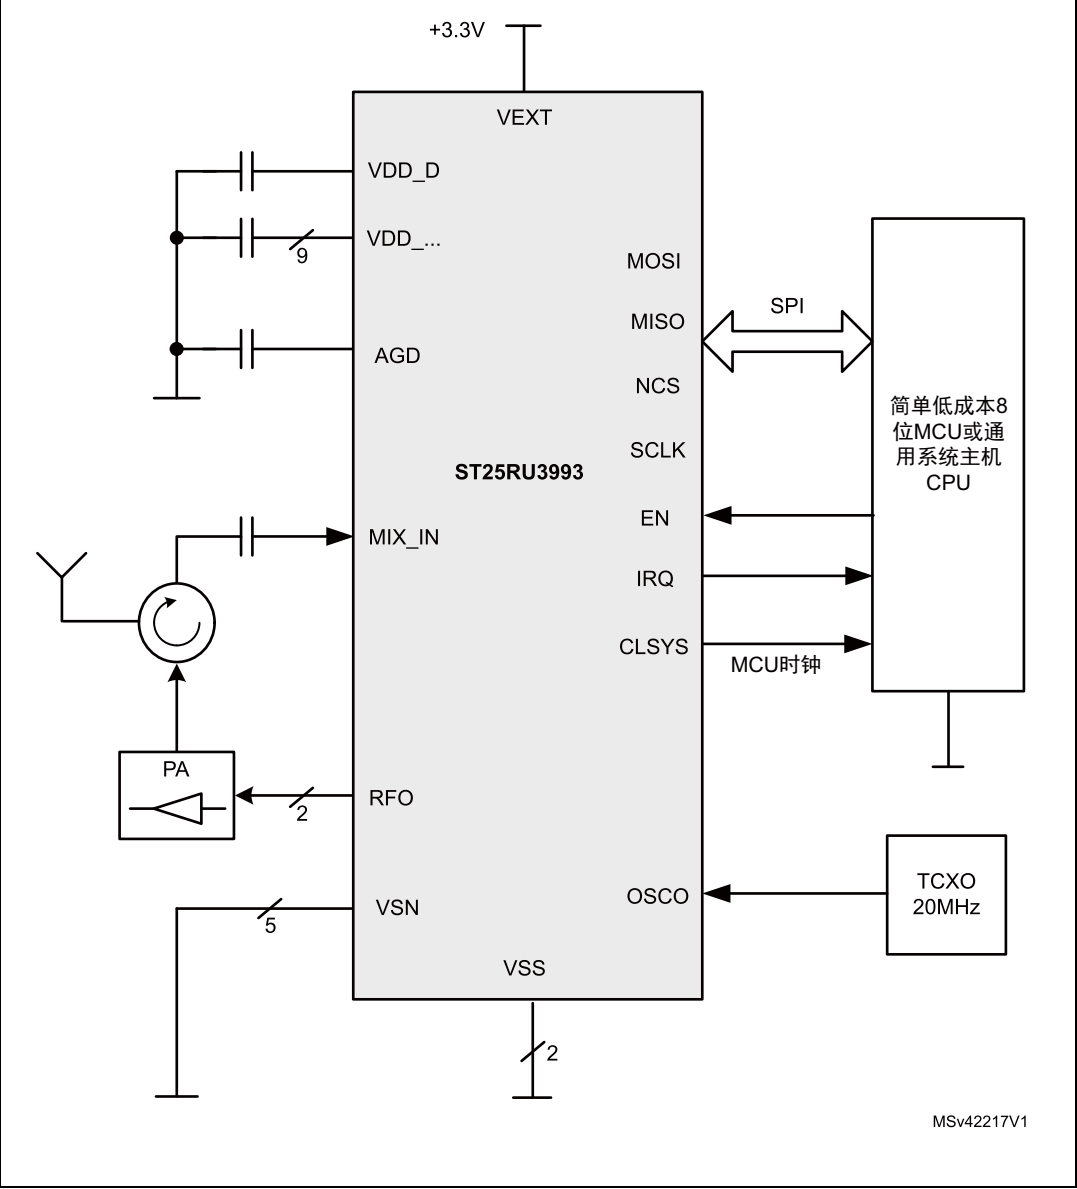 +3.3V
VEXT
VDD_D
VDD_...
9
MOSI
SPI
MISO
AGD
NCS
简单低成本8
位MCU或通
用系统主机
CPU
SCLK
ST25RU3993
EN
MIX_IN
IRQ
CLSYS
MCU时钟
PA
RFO
2
TCXO
20MHz
OSCO
VSN
5
VSS
2
MSv42217V1